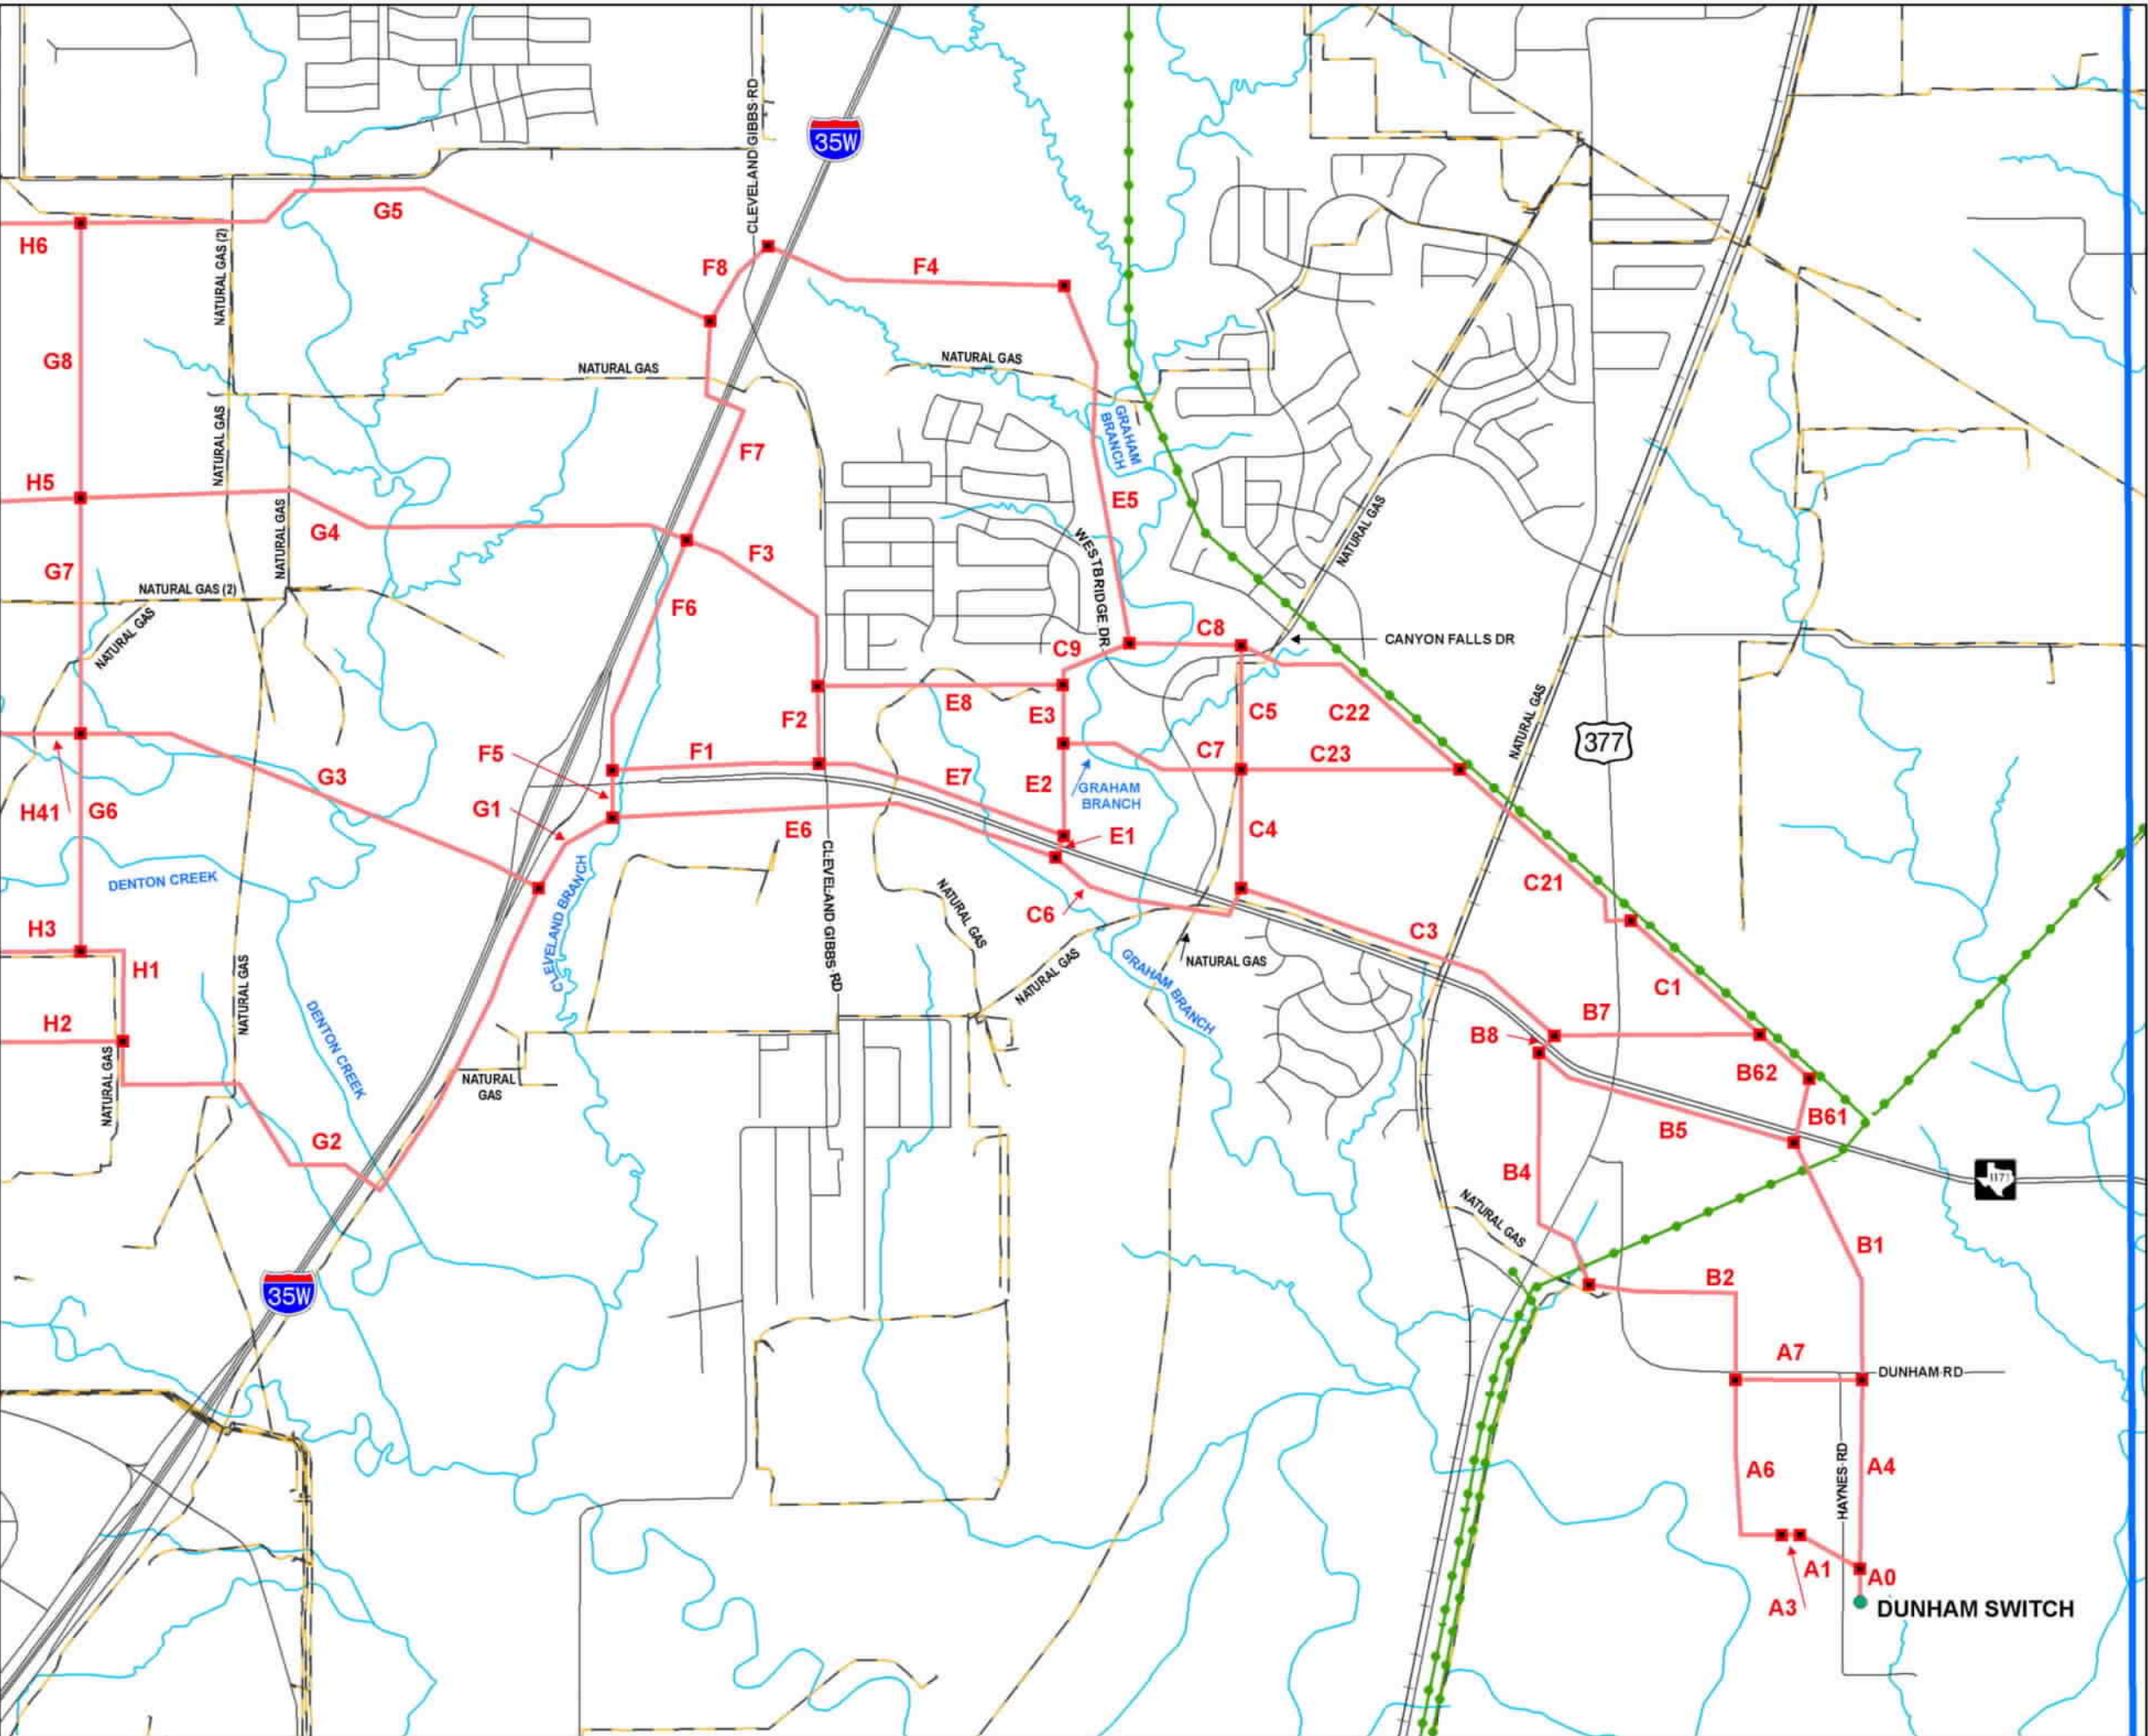 CLEVELAND GIBBS RD
35W
G5
H6
F8
F4
NATURAL GAS (2)
G8
NATURAL GAS
NATURAL GAS
GRAHAM
BRANCH
NATURAL GAS
F7
H5
E5
G4
NATURAL GAS
NATURAL GAS
WESTBRIDGE DR
F3
G7
NATURAL GAS (2)
F6
NATURAL GAS
C8
CANYON FALLS DR
C9
E8
E3
C5
C22
F2
NATURAL GAS
377
F5
F1
C7
C23
G3
E7
E2
GRAHAM
BRANCH
H41
G6
G1
E6
E1
C4
DENTON CREEK
CLEVELAND BRANCH
CLEVELAND GIBBS RD
NATURAL GAS
C21
C6
H3
C3
H1
NATURAL GAS
NATURAL GAS
NATURAL GAS
GRAHAM BRANCH
C1
H2
DENTON CREEK
B7
B8
NATURAL GAS
NATURAL
GAS
B62
B61
G2
B5
B4
1171
NATURAL GAS
B1
B2
35W
A7
DUNHAM RD
A6
HAYNES RD
A4
A1
A0
A3
DUNHAM SWITCH